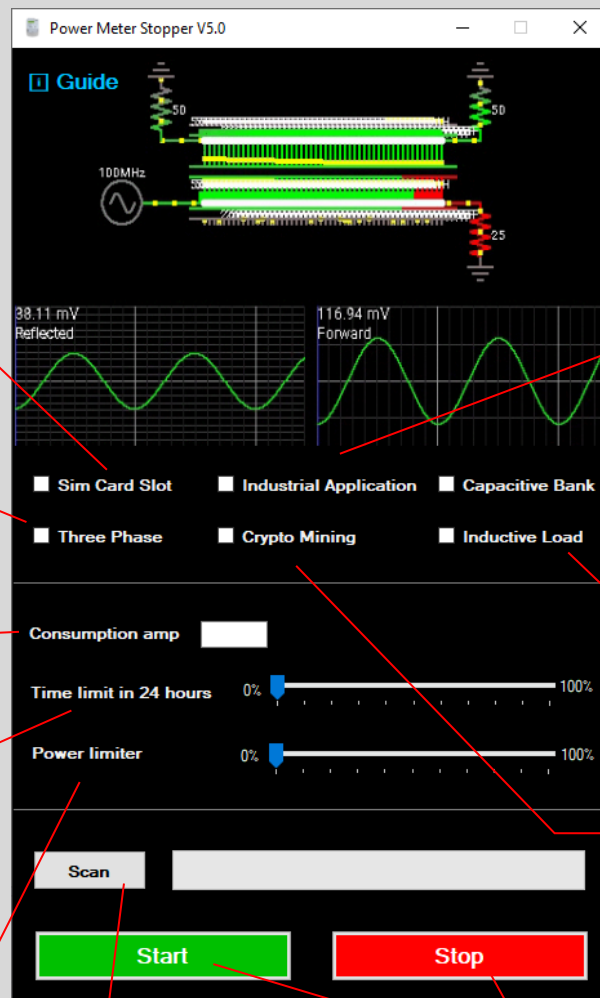 Power Meter Stopper V5.0
Guide
50
50
100MHz
25
38.11 mV
Reflected
116.94 mV
Forward
Sim Card Slot
Industrial Application
Capacitive Bank
Three Phase
Crypto Mining
Inductive Load
Consumption amp
Time limit in 24 hours
0%
100%
Power limiter
0%
100%
Scan
Start
Stop